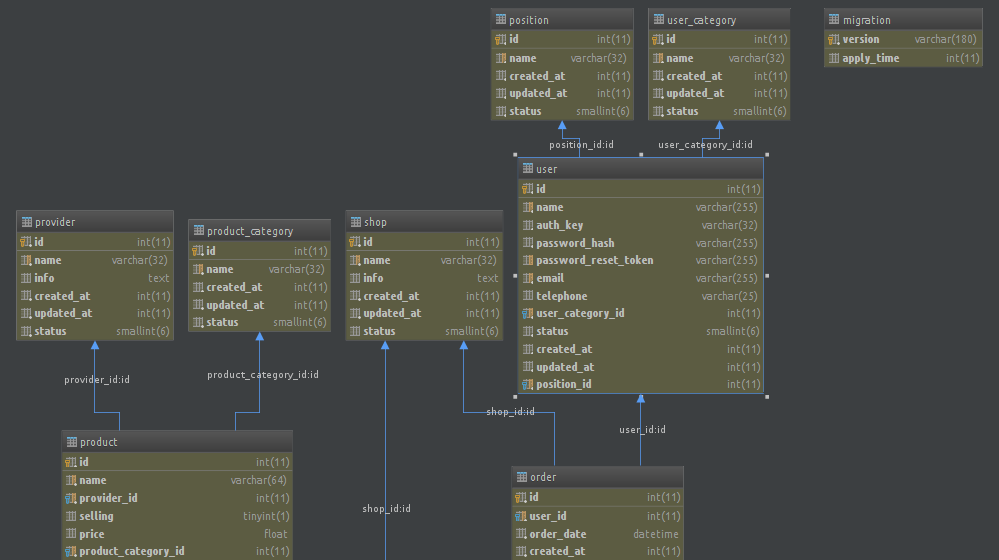 position
id int(11)
name varchar(32)
created_at int(11)
updated_at int(11)
status smallint(6)
user_category
id int(11)
name varchar(32)
created_at int(11)
updated_at int(11)
status smallint(6)
migration
version varchar(180)
apply_time int(11)
position_id:id
user_category_id:id
user
id int(11)
name varchar(255)
auth_key varchar(32)
password_hash varchar(255)
password_reset_token varchar(255)
email varchar(255)
telephone varchar(25)
user_category_id int(11)
status smallint(6)
created_at int(11)
updated_at int(11)
position_id int(11)
provider
id int(11)
name varchar(32)
info text
created_at int(11)
updated_at int(11)
status smallint(6)
product_category
id int(11)
name varchar(32)
created_at int(11)
updated_at int(11)
status smallint(6)
shop
id int(11)
name varchar(32)
info text
created_at int(11)
updated_at int(11)
status smallint(6)
provider_id:id
product_category_id:id
shop_id:id
user_id:id
product
id int(11)
name varchar(64)
provider_id int(11)
selling tinyint(1)
price float
product_category_id int(11)
shop_id:id
order
id int(11)
user_id int(11)
order_date datetime
created_at int(11)